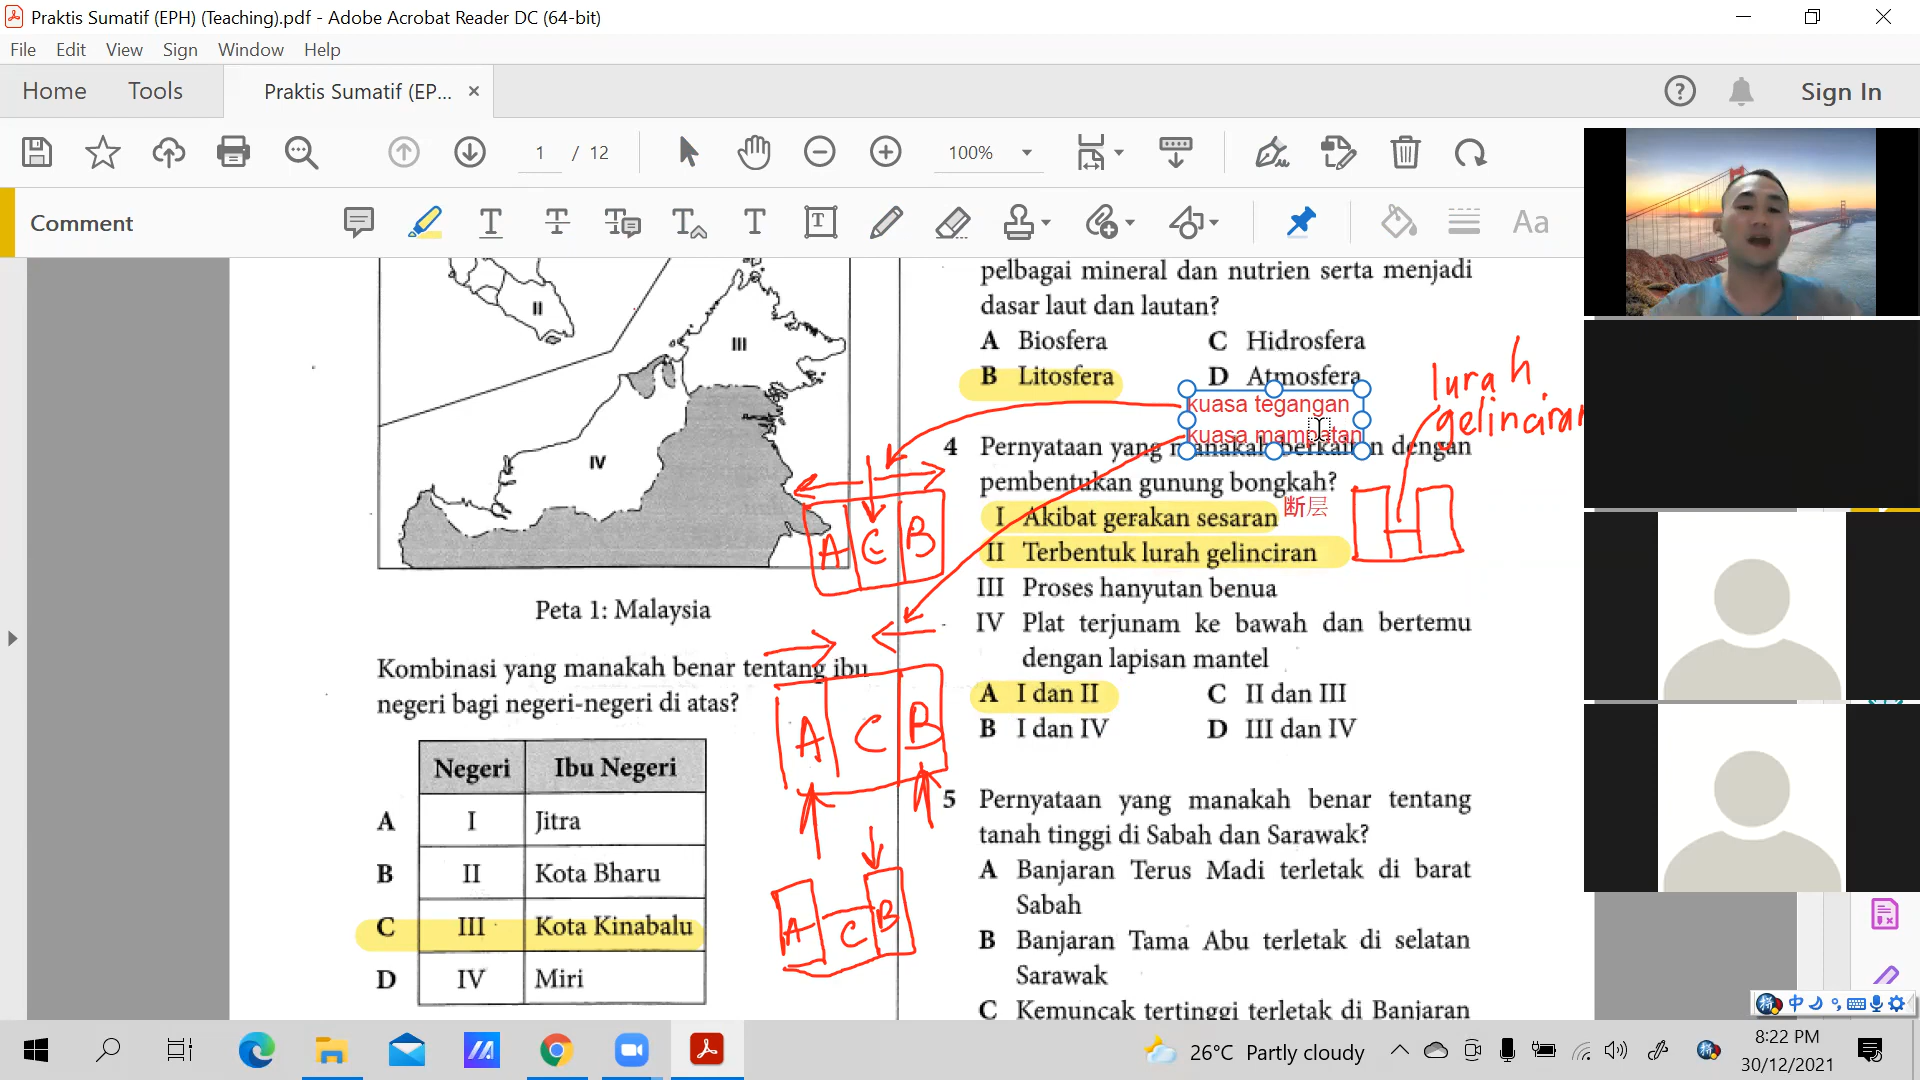 Praktis Sumatif (EPH) (Teaching).pdf - Adobe Acrobat Reader DC (64-bit)
File Edit View Sign Window Help
Home Tools Praktis Sumatif (EP... × Sign In
1 / 12 100%
Comment
Aa
II
III
IV
Peta 1: Malaysia
Kombinasi yang manakah benar tentang ibu
negeri bagi negeri-negeri di atas?
Negeri Ibu Negeri
A I Jitra
B II Kota Bharu
C III Kota Kinabalu
D IV Miri
A C B
A C B
A C B
pelbagai mineral dan nutrien serta menjadi
dasar laut dan lautan?
A Biosfera C Hidrosfera
B Litosfera D Atmosfera
kuasa tegangan
kuasa mampatan
lurah
gelinciran
4 Pernyataan yang manakah berkaitan dengan
pembentukan gunung bongkah?
I Akibat gerakan sesaran 断层
II Terbentuk lurah gelinciran
III Proses hanyutan benua
IV Plat terjunam ke bawah dan bertemu
dengan lapisan mantel
A I dan II C II dan III
B I dan IV D III dan IV
5 Pernyataan yang manakah benar tentang
tanah tinggi di Sabah dan Sarawak?
A Banjaran Terus Madi terletak di barat
Sabah
B Banjaran Tama Abu terletak di selatan
Sarawak
C Kemuncak tertinggi terletak di Banjaran
中
26°C Partly cloudy
8:22 PM
30/12/2021